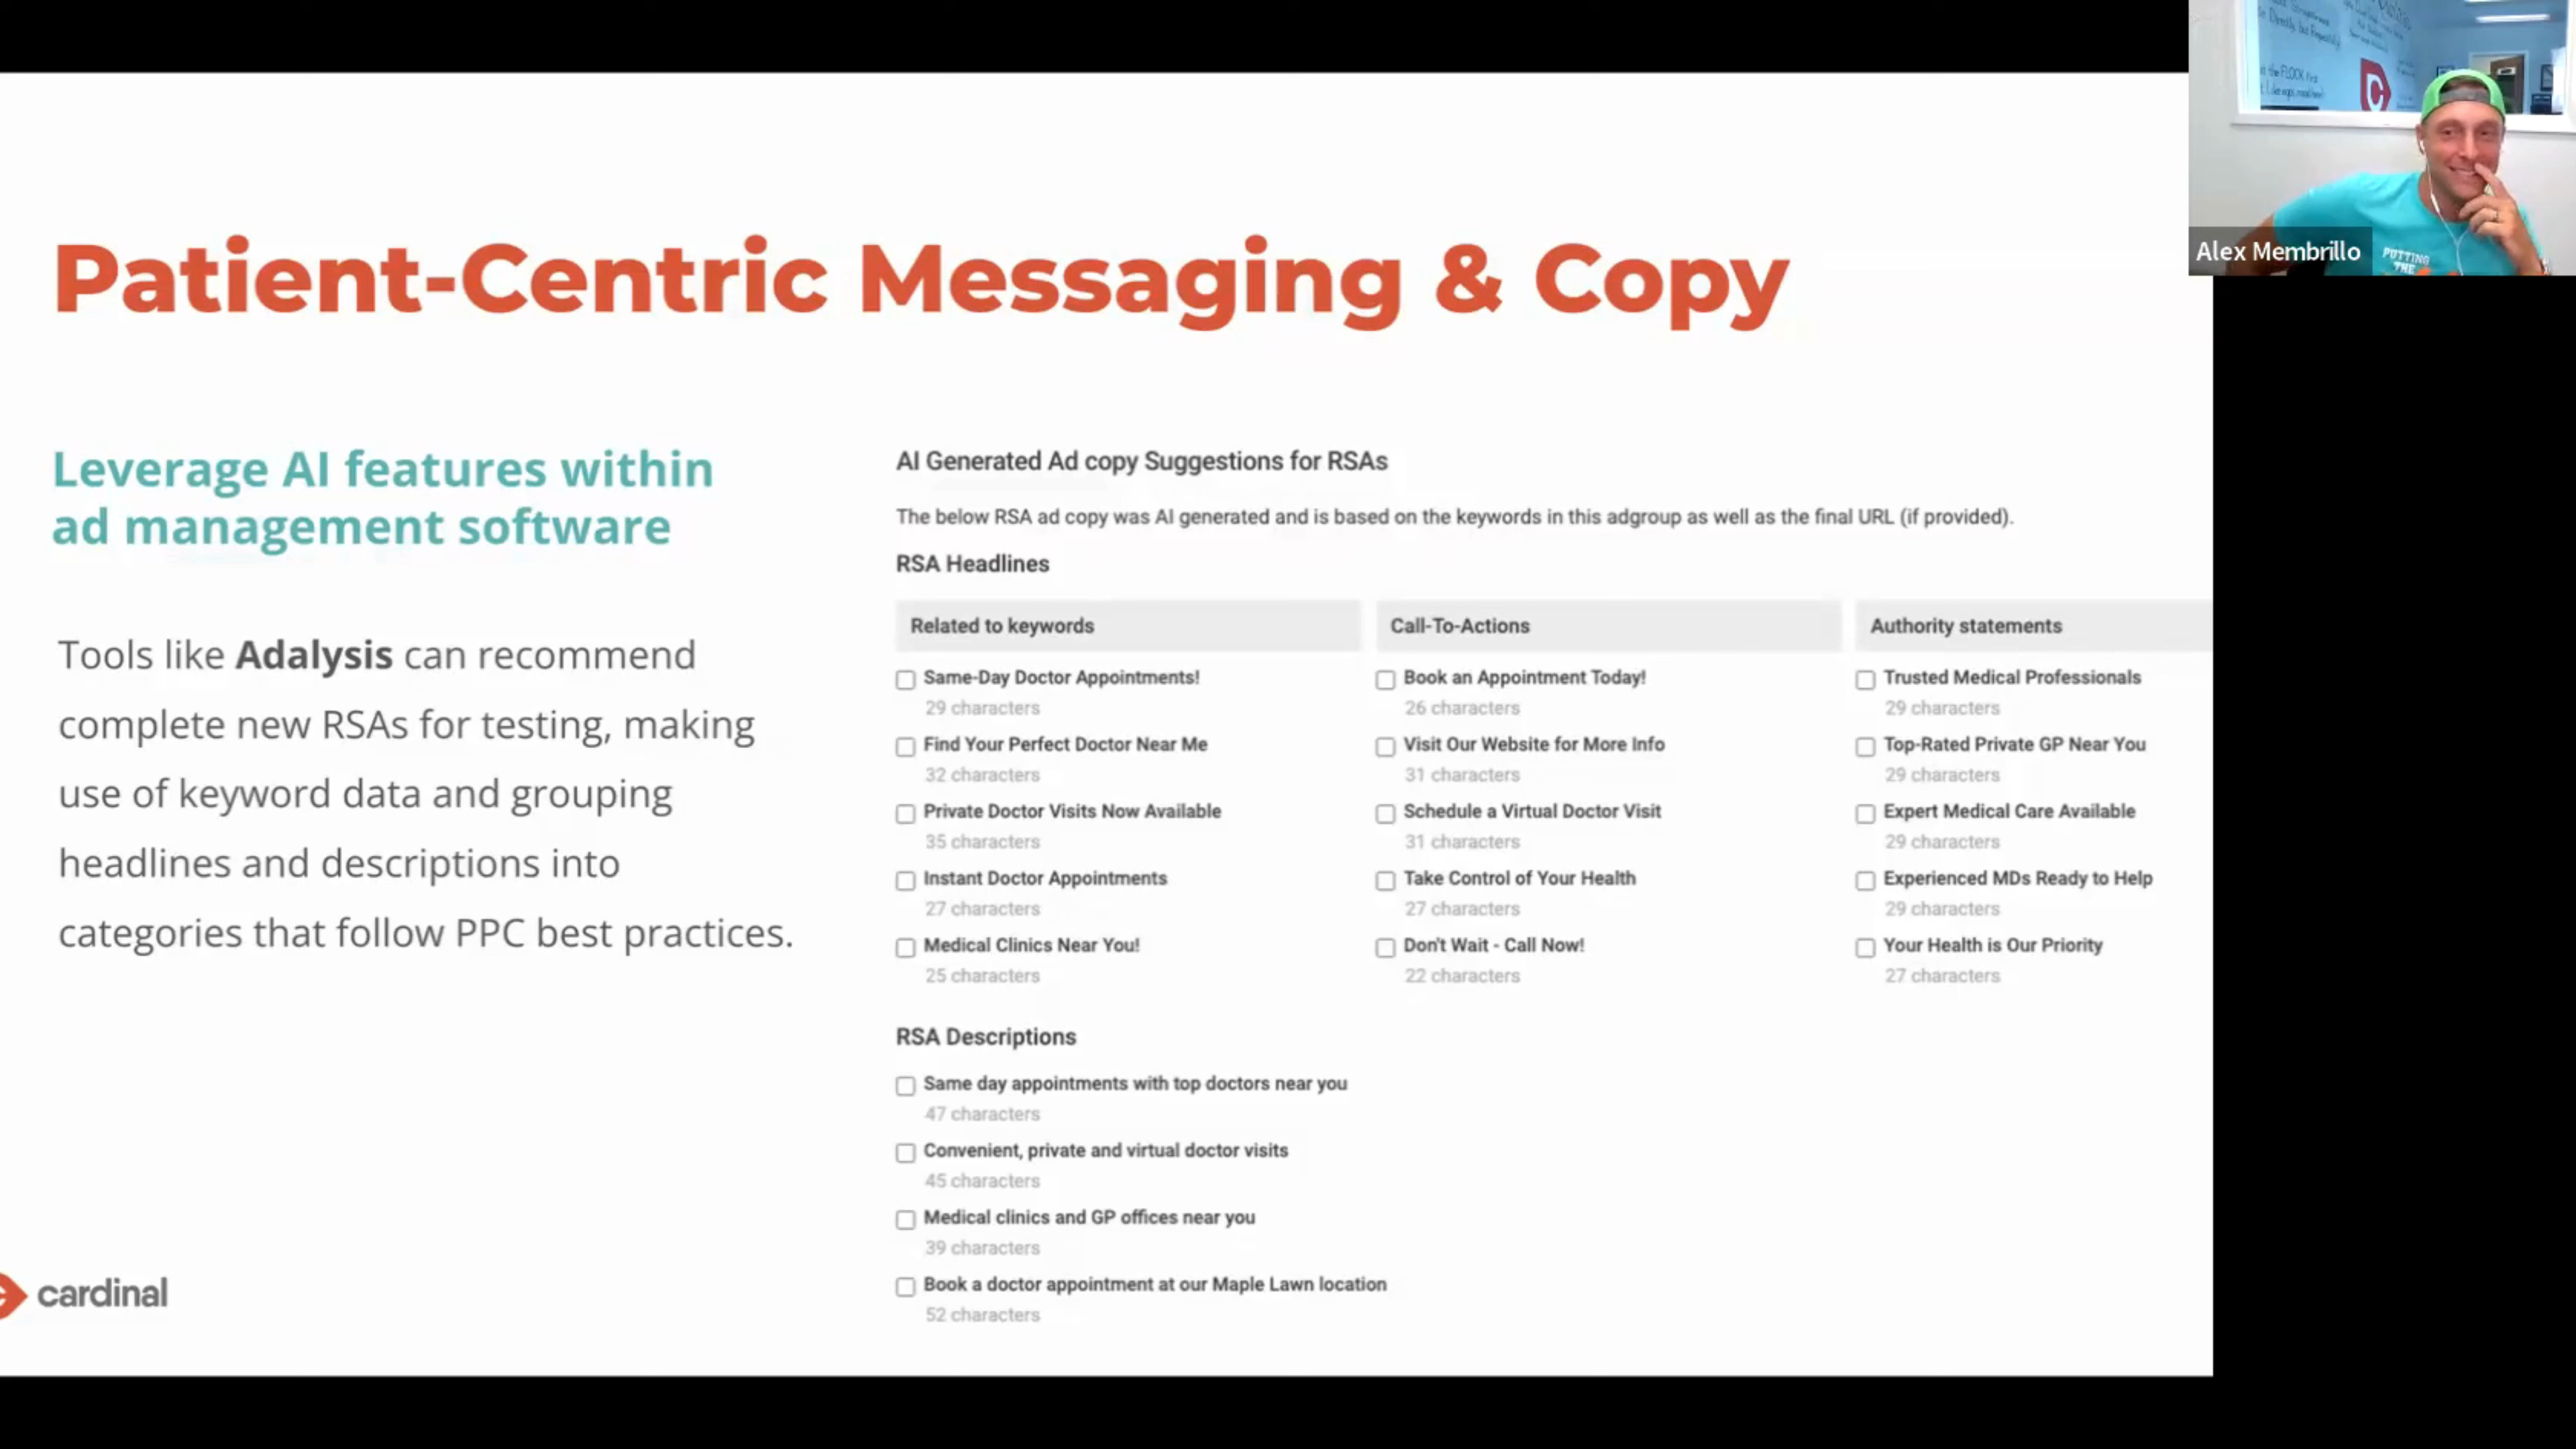 Directly, but Respectfully
the FLOCK First
Alex Membrillo
PUTTING
THE
Patient-Centric Messaging & Copy
Leverage AI features within
ad management software
Tools like Adalysis can recommend
complete new RSAs for testing, making
use of keyword data and grouping
headlines and descriptions into
categories that follow PPC best practices.
AI Generated Ad copy Suggestions for RSAs
The below RSA ad copy was AI generated and is based on the keywords in this adgroup as well as the final URL (if provided).
RSA Headlines
Related to keywords
Same-Day Doctor Appointments!
29 characters
Find Your Perfect Doctor Near Me
32 characters
Private Doctor Visits Now Available
35 characters
Instant Doctor Appointments
27 characters
Medical Clinics Near You!
25 characters
Call-To-Actions
Book an Appointment Today!
26 characters
Visit Our Website for More Info
31 characters
Schedule a Virtual Doctor Visit
31 characters
Take Control of Your Health
27 characters
Don't Wait - Call Now!
22 characters
Authority statements
Trusted Medical Professionals
29 characters
Top-Rated Private GP Near You
29 characters
Expert Medical Care Available
29 characters
Experienced MDs Ready to Help
29 characters
Your Health is Our Priority
27 characters
RSA Descriptions
Same day appointments with top doctors near you
47 characters
Convenient, private and virtual doctor visits
45 characters
Medical clinics and GP offices near you
39 characters
Book a doctor appointment at our Maple Lawn location
52 characters
cardinal